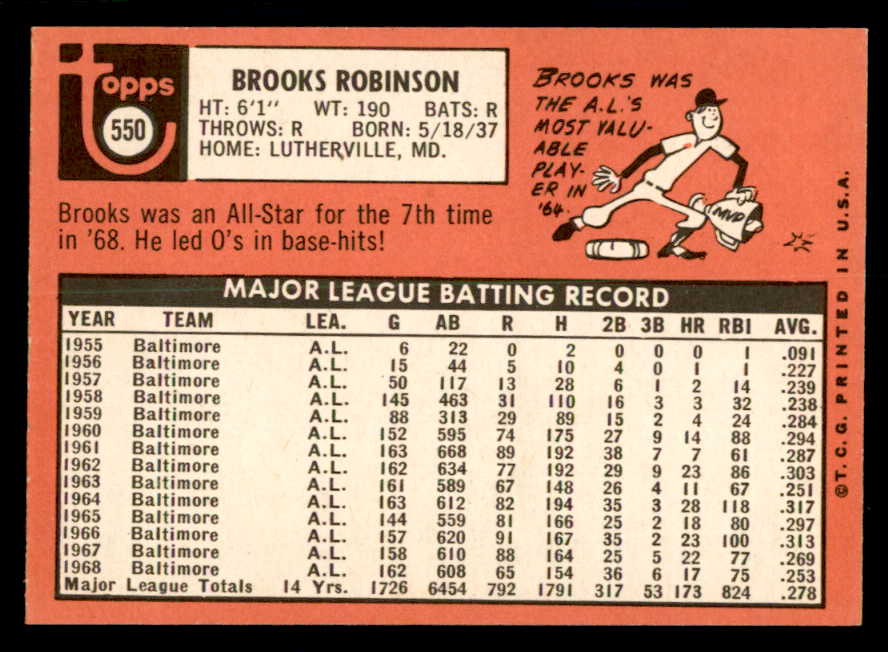 topps
550
BROOKS ROBINSON
HT: 6'1" WT: 190 BATS: R
THROWS: R BORN: 5/18/37
HOME: LUTHERVILLE, MD.
BROOKS WAS
THE A.L.'S
MOST VALU-
ABLE
PLAY-
ER IN
'64.
MVP
Brooks was an All-Star for the 7th time
in '68. He led O's in base-hits!
MAJOR LEAGUE BATTING RECORD
YEAR TEAM LEA. G AB R H 2B 3B HR RBI AVG.
1955 Baltimore A.L. 6 22 0 2 0 0 0 1 .091
1956 Baltimore A.L. 15 44 5 10 4 0 1 1 .227
1957 Baltimore A.L. 50 117 13 28 6 1 2 14 .239
1958 Baltimore A.L. 145 463 31 110 16 3 3 32 .238
1959 Baltimore A.L. 88 313 29 89 15 2 4 24 .284
1960 Baltimore A.L. 152 595 74 175 27 9 14 88 .294
1961 Baltimore A.L. 163 668 89 192 38 7 7 61 .287
1962 Baltimore A.L. 162 634 77 192 29 9 23 86 .303
1963 Baltimore A.L. 161 589 67 148 26 4 11 67 .251
1964 Baltimore A.L. 163 612 82 194 35 3 28 118 .317
1965 Baltimore A.L. 144 559 81 166 25 2 18 80 .297
1966 Baltimore A.L. 157 620 91 167 35 2 23 100 .313
1967 Baltimore A.L. 158 610 88 164 25 5 22 77 .269
1968 Baltimore A.L. 162 608 65 154 36 6 17 75 .253
Major League Totals 14 Yrs. 1726 6454 792 1791 317 53 173 824 .278
©T.C.G. PRINTED IN U.S.A.